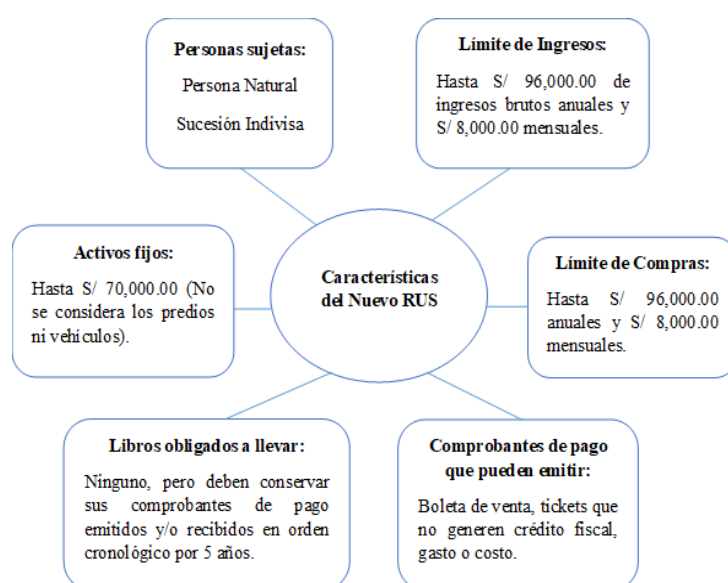 Personas sujetas:
Persona Natural
Sucesión Indivisa
Límite de Ingresos:
Hasta S/ 96,000.00 de
ingresos brutos anuales y
S/ 8,000.00 mensuales.
Activos fijos:
Hasta S/ 70,000.00 (No
se considera los predios
ni vehiculos).
Características
del Nuevo RUS
Límite de Compras:
Hasta S/ 96,000.00
anuales y S/ 8,000.00
mensuales.
Libros obligados a llevar:
Ninguno, pero deben conservar
sus comprobantes de pago
emitidos y/o recibidos en orden
cronológico por 5 años.
Comprobantes de pago
que pueden emitir:
Boleta de venta, tickets que
no generen crédito fiscal,
gasto o costo.